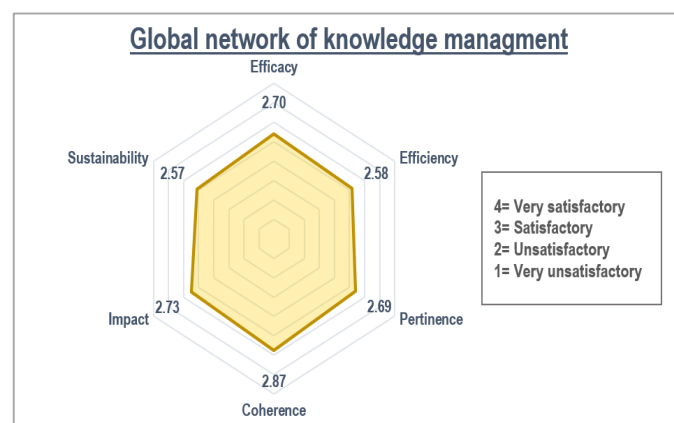 Global network of knowledge managment
Efficacy
2.70
Sustainability
2.57
Efficiency
2.58
4= Very satisfactory
3= Satisfactory
2= Unsatisfactory
1= Very unsatisfactory
Impact
2.73
Pertinence
2.69
2.87
Coherence